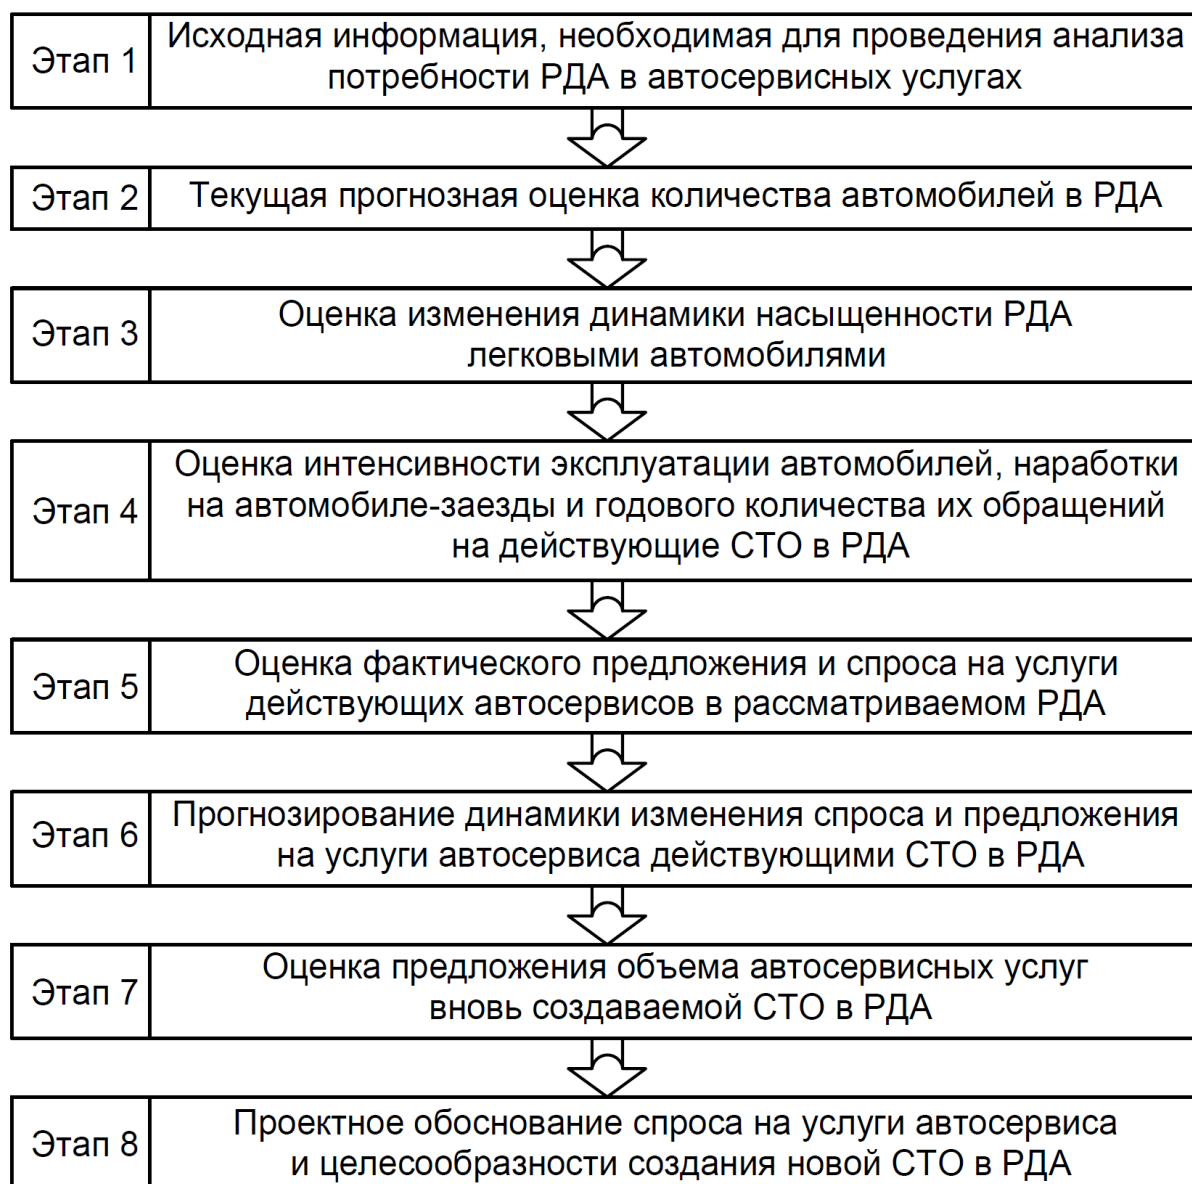 Этап 1
Исходная информация, необходимая для проведения анализа
потребности РДА в автосервисных услугах
Этап 2
Текущая прогнозная оценка количества автомобилей в РДА
Этап 3
Оценка изменения динамики насыщенности РДА
легковыми автомобилями
Этап 4
Оценка интенсивности эксплуатации автомобилей, наработки
на автомобиле-заезды и годового количества их обращений
на действующие СТО в РДА
Этап 5
Оценка фактического предложения и спроса на услуги
действующих автосервисов в рассматриваемом РДА
Этап 6
Прогнозирование динамики изменения спроса и предложения
на услуги автосервиса действующими СТО в РДА
Этап 7
Оценка предложения объема автосервисных услуг
вновь создаваемой СТО в РДА
Этап 8
Проектное обоснование спроса на услуги автосервиса
и целесообразности создания новой СТО в РДА